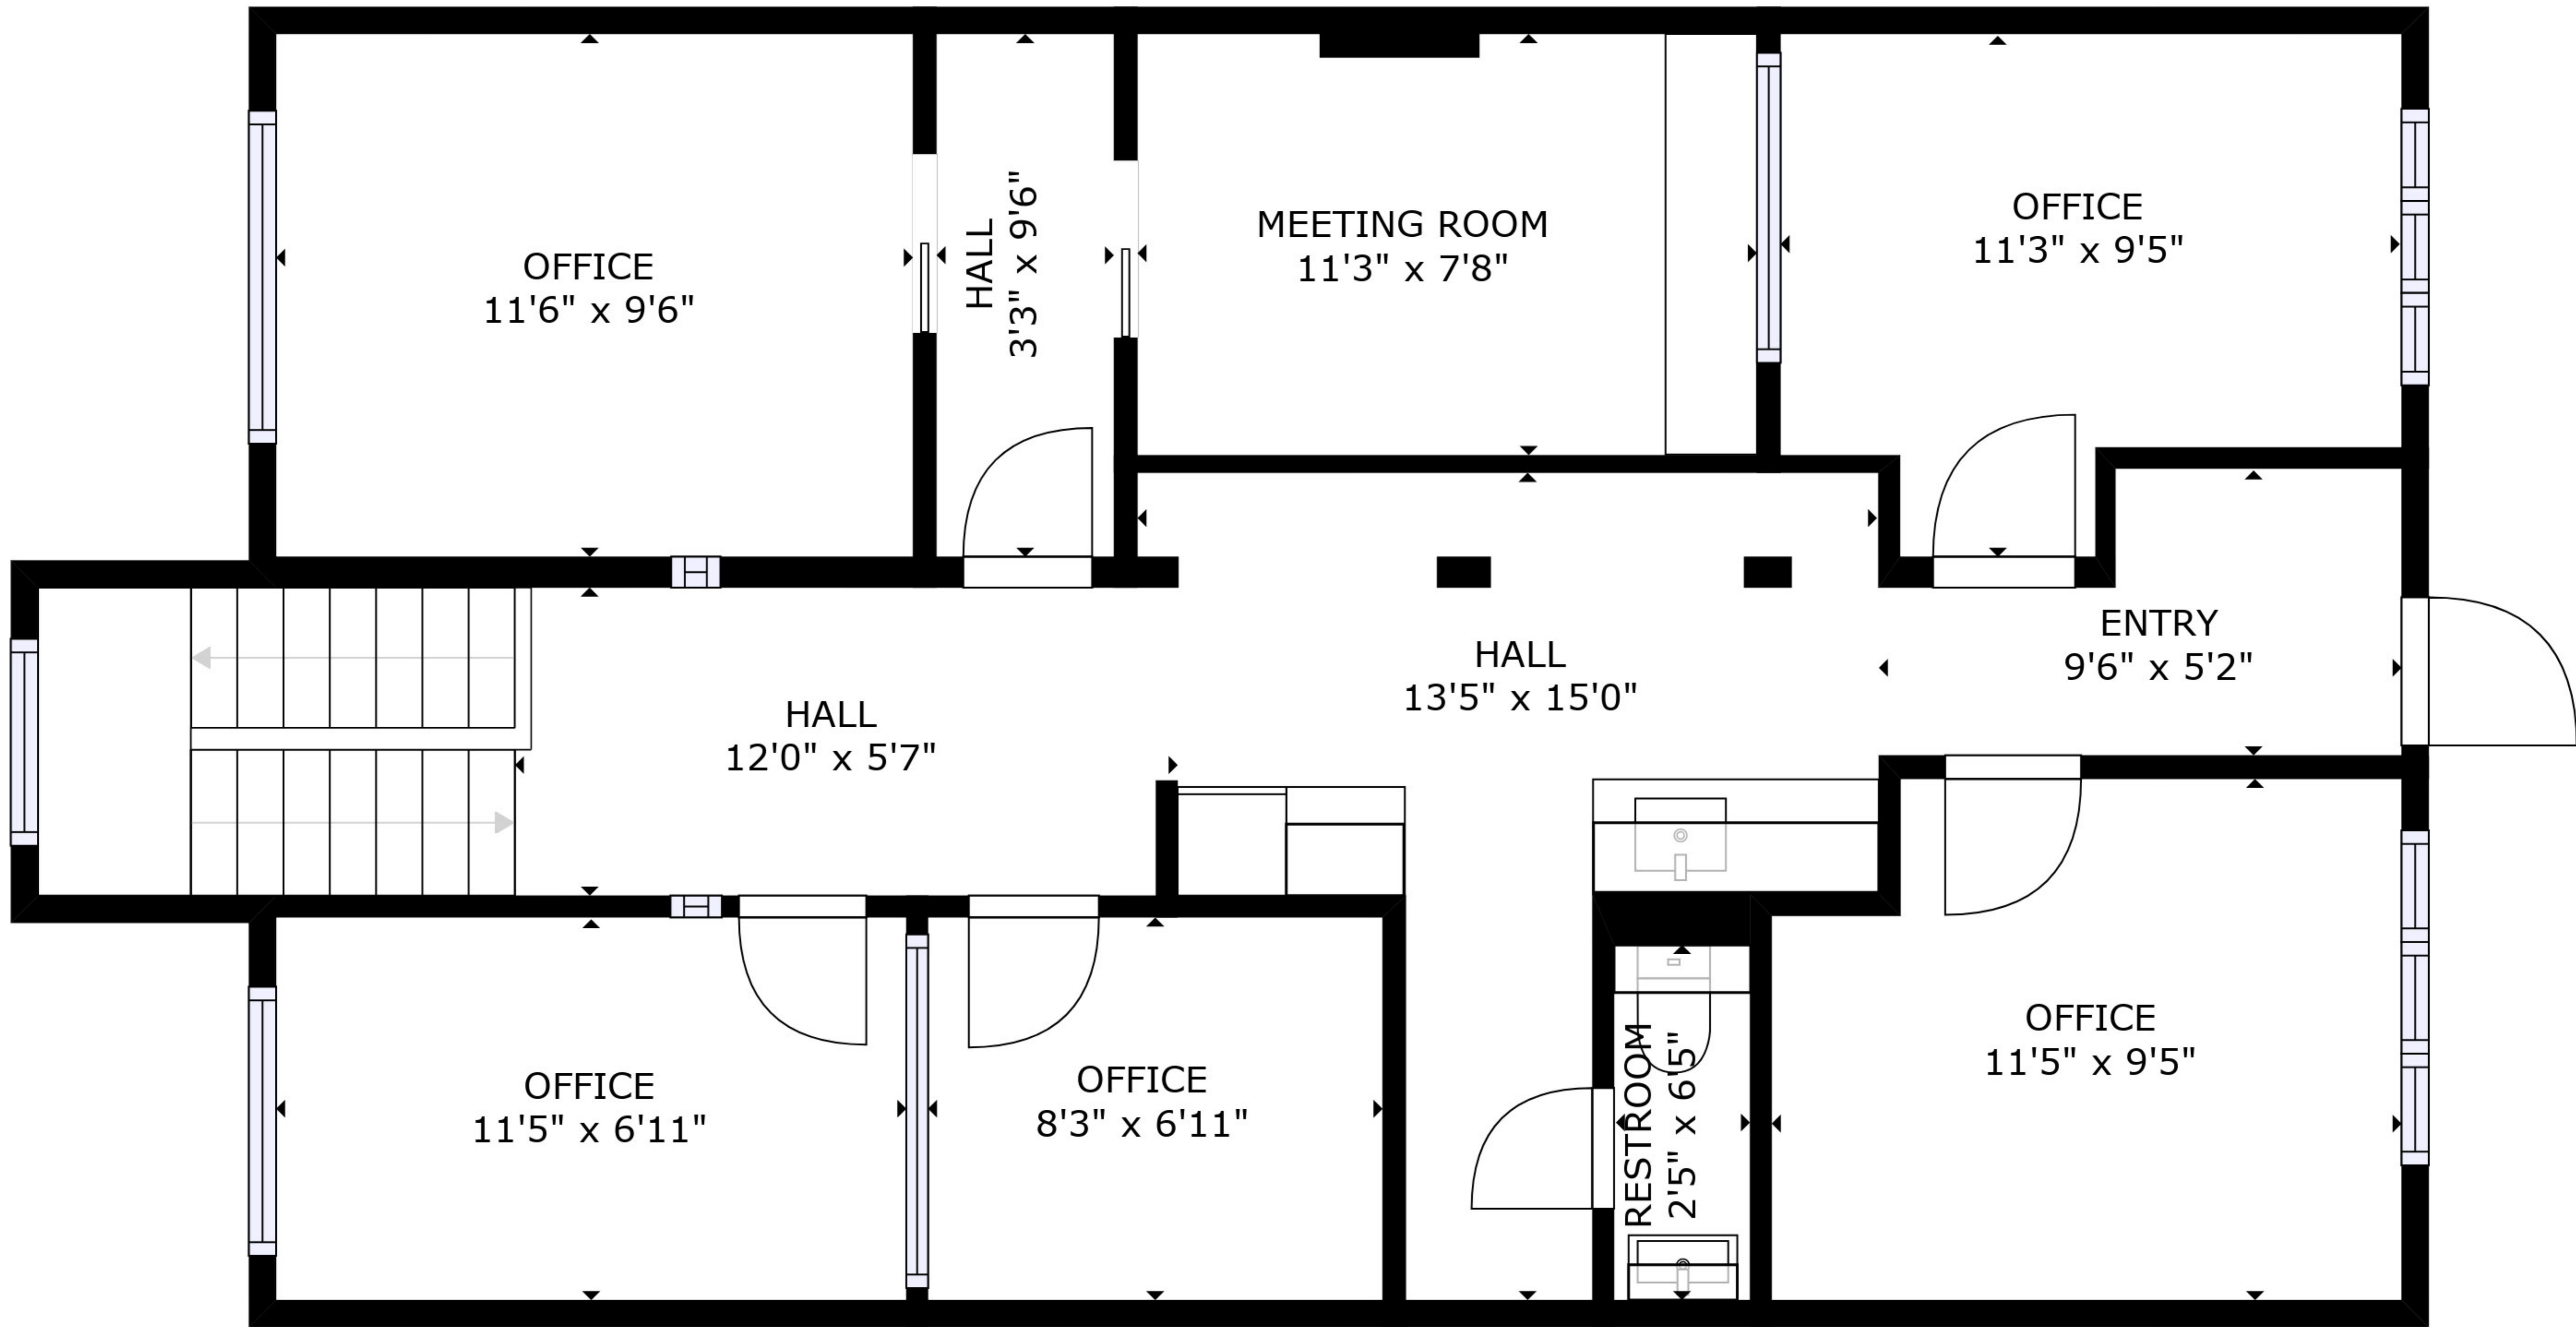 OFFICE
11'6" x 9'6"
HALL
3'3" x 9'6"
MEETING ROOM
11'3" x 7'8"
OFFICE
11'3" x 9'5"
HALL
12'0" x 5'7"
HALL
13'5" x 15'0"
ENTRY
9'6" x 5'2"
OFFICE
11'5" x 6'11"
OFFICE
8'3" x 6'11"
RESTROOM
2'5" x 6'5"
OFFICE
11'5" x 9'5"